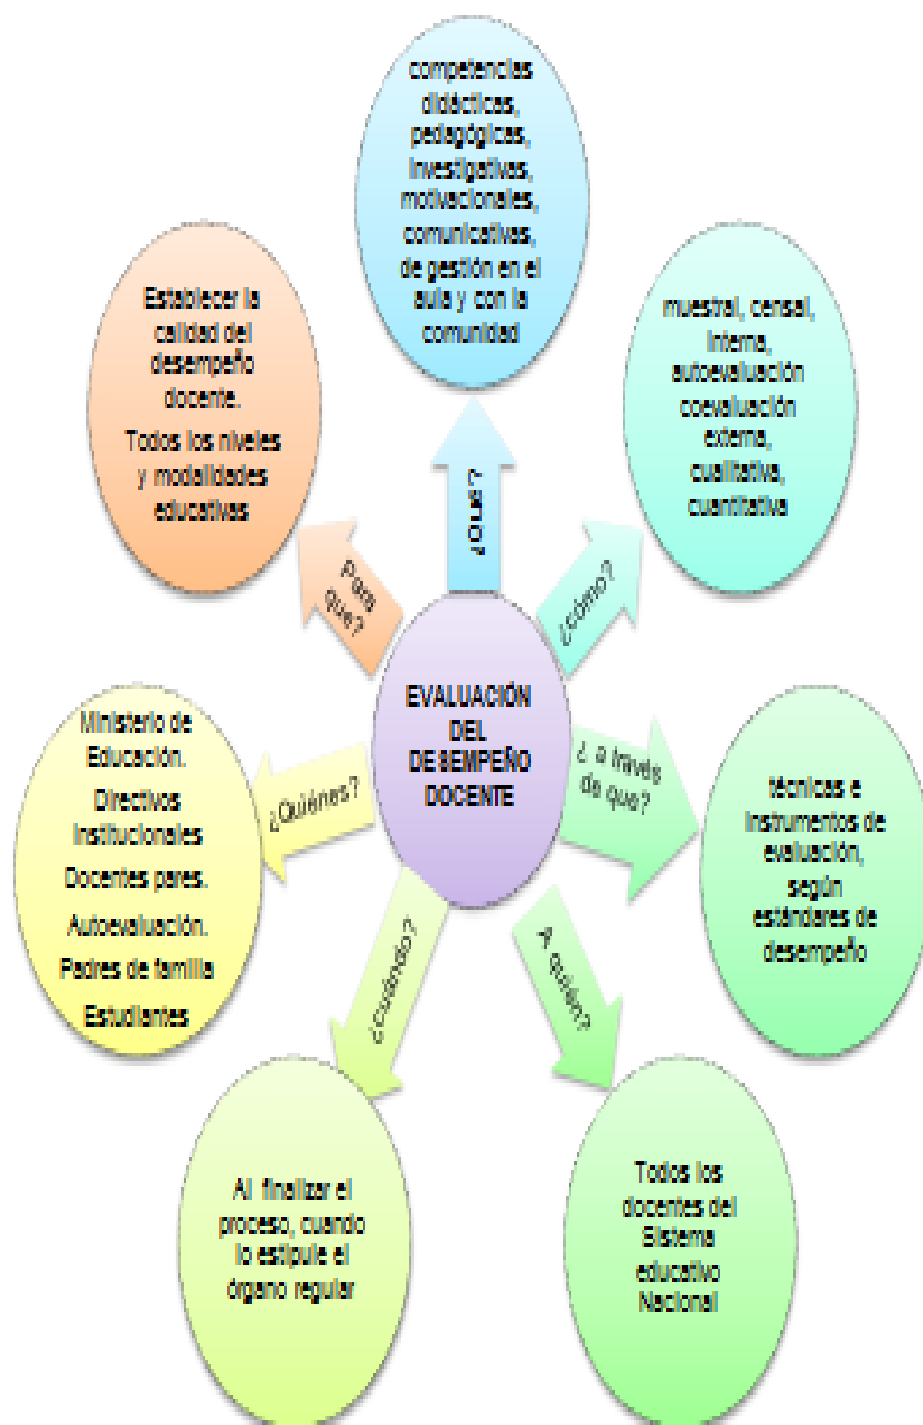 competencias
didácticas,
pedagógicas,
investigativas,
motivacionales,
comunicativas,
de gestión en el
aula y con la
comunidad
¿Qué?
Establecer la
calidad del
desempeño
docente.
Todos los niveles
y modalidades
educativas
Para
que?
muestral, censal,
interna,
autoevaluación
coevaluación
externa,
cualitativa,
cuantitativa
¿cómo?
EVALUACIÓN
DEL
DESEMPEÑO
DOCENTE
Ministerio de
Educación.
Directivos
institucionales
Docentes pares.
Autoevaluación.
Padres de familia
Estudiantes
¿Quiénes?
¿ a través
de que?
técnicas e
instrumentos de
evaluación,
según
estándares de
desempeño
¿cuándo?
Al finalizar el
proceso, cuando
lo estipule el
órgano regular
A quién?
Todos los
docentes del
Sistema
educativo
Nacional